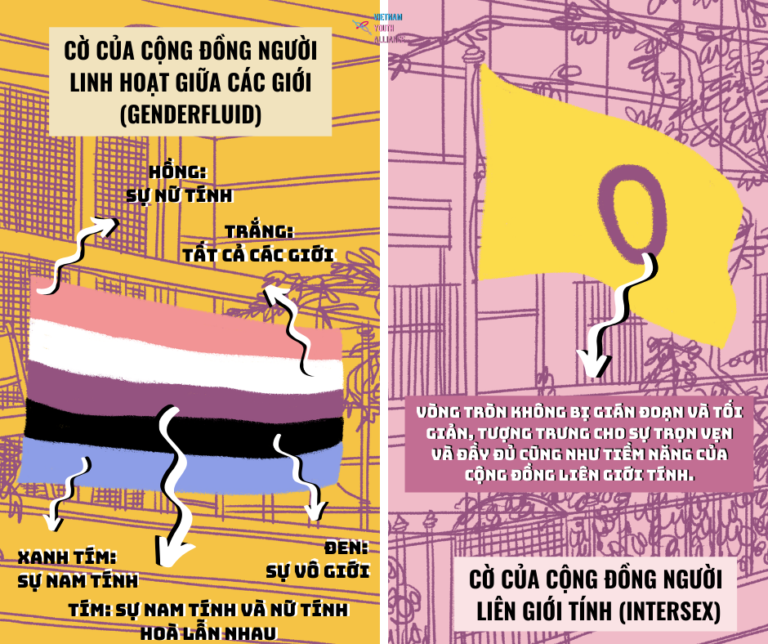 VIETNAM
YOUTH
ALLIANCE
CỜ CỦA CỘNG ĐỒNG NGƯỜI
LINH HOẠT GIỮA CÁC GIỚI
(GENDERFLUID)
HỒNG:
SỰ NỮ TÍNH
TRẮNG:
TẤT CẢ CÁC GIỚI
XANH TÍM:
SỰ NAM TÍNH
ĐEN:
SỰ VÔ GIỚI
TÍM: SỰ NAM TÍNH VÀ NỮ TÍNH
HOÀ LẪN NHAU
VÒNG TRÒN KHÔNG BỊ GIÁN ĐOẠN VÀ TỐI
GIẢN, TƯỢNG TRƯNG CHO SỰ TRỌN VẸN
VÀ ĐẦY ĐỦ CŨNG NHƯ TIỀM NĂNG CỦA
CỘNG ĐỒNG LIÊN GIỚI TÍNH.
CỜ CỦA CỘNG ĐỒNG NGƯỜI
LIÊN GIỚI TÍNH (INTERSEX)